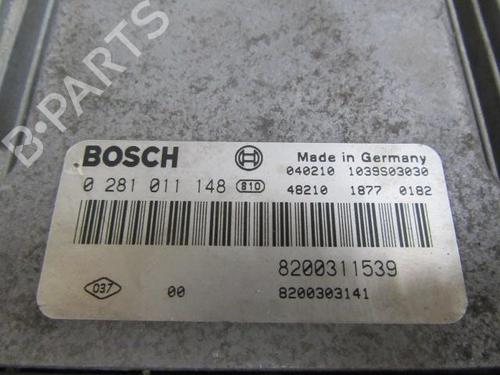 B-PARTS
BOSCH Made in Germany
040210 1039S03030
0 281 011 148 810 48210 1877 0182
8200311539
037 00 8200303141